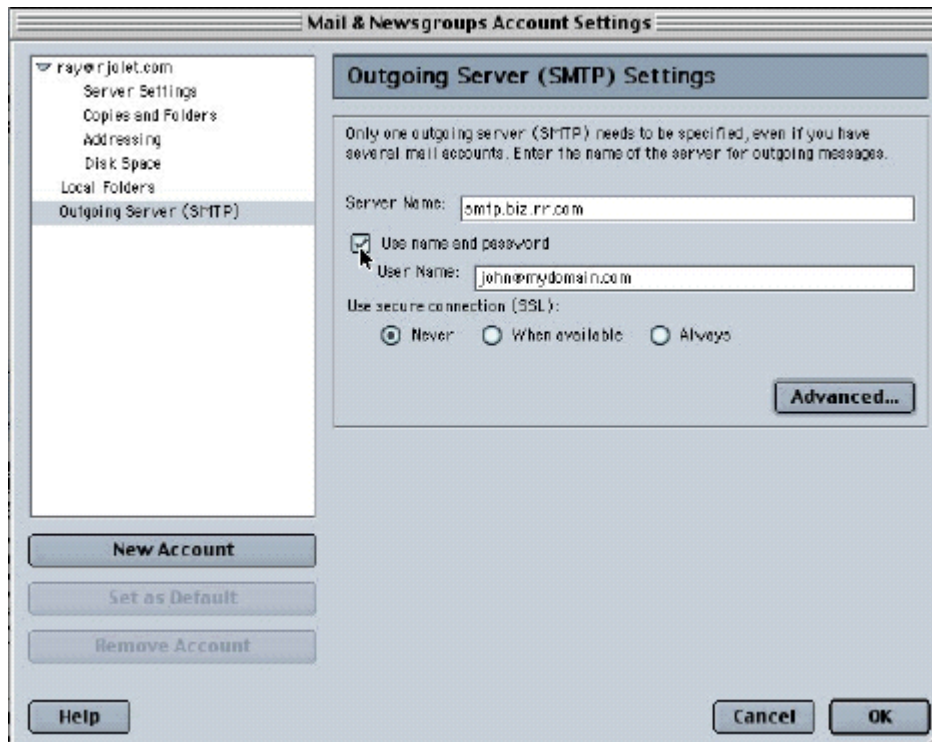 Mail & Newsgroups Account Settings
ray@rjolet.com
Server Settings
Copies and Folders
Addressing
Disk Space
Local Folders
Outgoing Server (SMTP)
New Account
Set as Default
Remove Account
Outgoing Server (SMTP) Settings
Only one outgoing server (SMTP) needs to be specified, even if you have
several mail accounts. Enter the name of the server for outgoing messages.
Server Name: smtp.biz.rr.com
Use name and password
User Name: john@mydomain.com
Use secure connection (SSL):
Never When available Always
Advanced...
Help Cancel OK